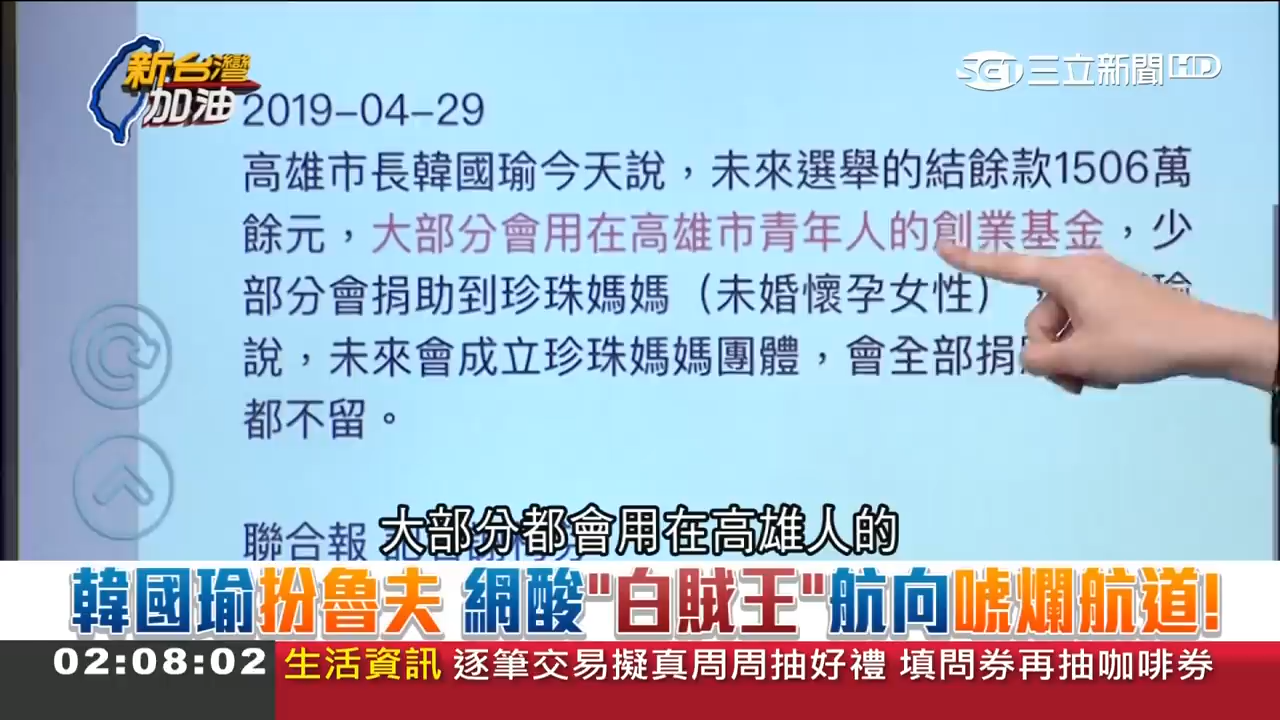 新台灣
加油
SET三立新聞HD
2019-04-29
高雄市長韓國瑜今天說，未來選舉的結餘款1506萬
餘元，大部分會用在高雄市青年人的創業基金，少
部分會捐助到珍珠媽媽（未婚懷孕女性），
說，未來會成立珍珠媽媽團體，會全部捐
都不留。
聯合報
大部分都會用在高雄人的
韓國瑜扮魯夫 網酸"白賊王"航向唬爛航道!
02:08:02 生活資訊 逐筆交易擬真周周抽好禮 填問券再抽咖啡券